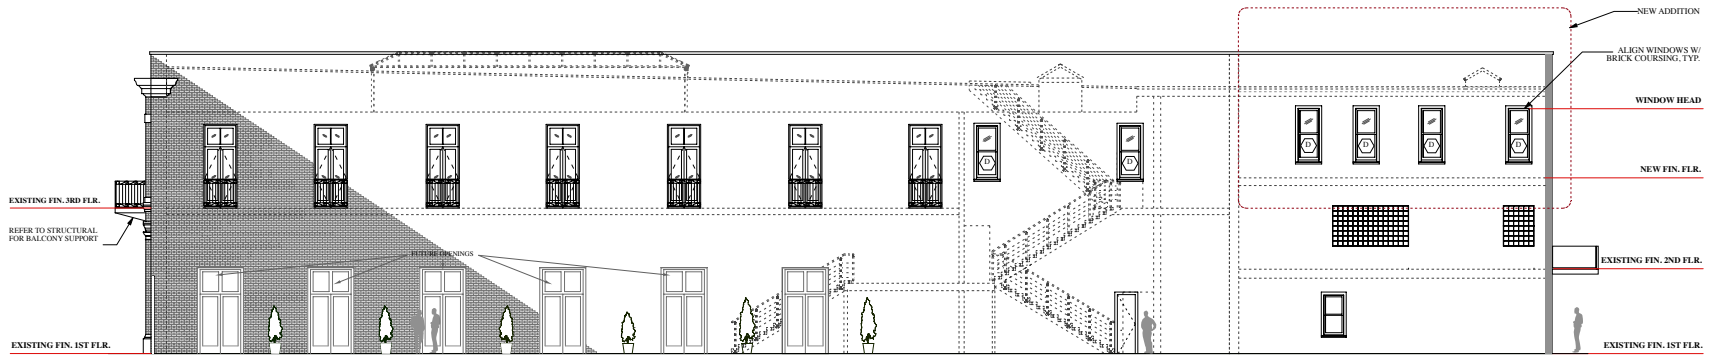 NEW ADDITION
ALIGN WINDOWS W/
BRICK COURSING, TYP.
WINDOW HEAD
D
D
D
D
D
D
NEW FIN. FLR.
EXISTING FIN. 3RD FLR.
REFER TO STRUCTURAL
FOR BALCONY SUPPORT
FUTURE OPENINGS
EXISTING FIN. 2ND FLR.
EXISTING FIN. 1ST FLR.
EXISTING FIN. 1ST FLR.